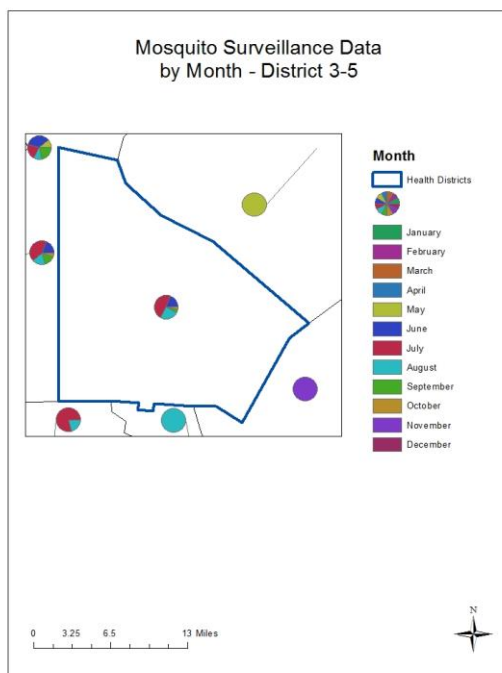 Mosquito Surveillance Data
by Month - District 3-5
Month
Health Districts
January
February
March
April
May
June
July
August
September
October
November
December
N
0 3.25 6.5 13 Miles